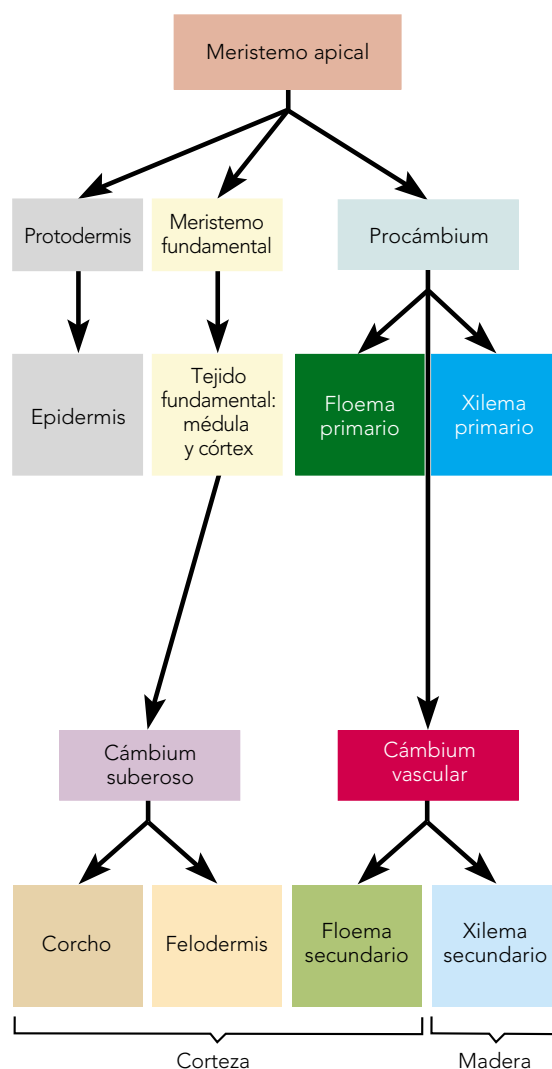 Meristemo apical
Protodermis
Meristemo
fundamental
Procámbium
Epidermis
Tejido
fundamental:
médula
y córtex
Floema
primario
Xilema
primario
Cámbium
suberoso
Cámbium
vascular
Corcho
Felodermis
Floema
secundario
Xilema
secundario
Corteza
Madera